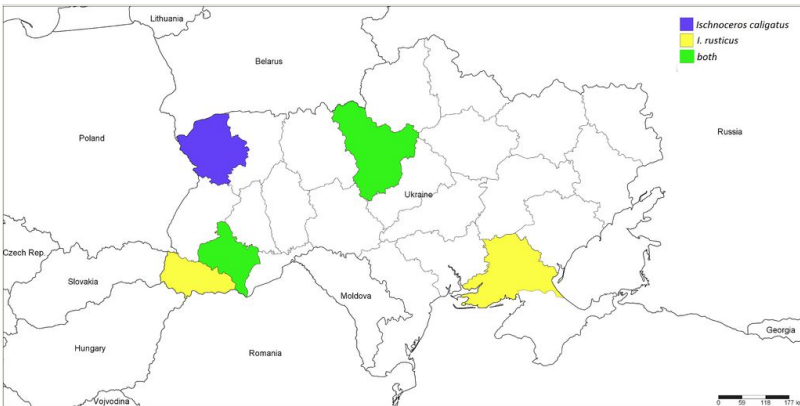 Lithuania
Ischnoceros caligatus
I. rusticus
both
Belarus
Poland
Russia
Ukraine
Czech Rep.
Slovakia
Moldova
Georgia
Hungary
Romania
Vojvodina
0 59 118 177 k